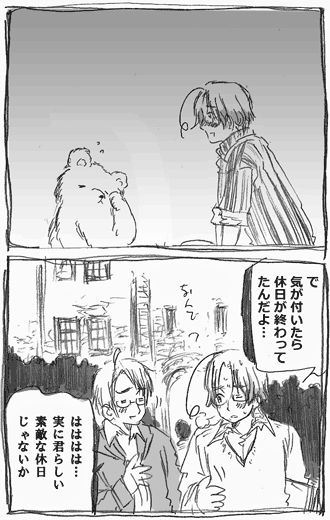 で
気が付いたら
休日が終わって
たんだよ…
なんで?
はははは…
実に君らしい
素敵な休日
じゃないか